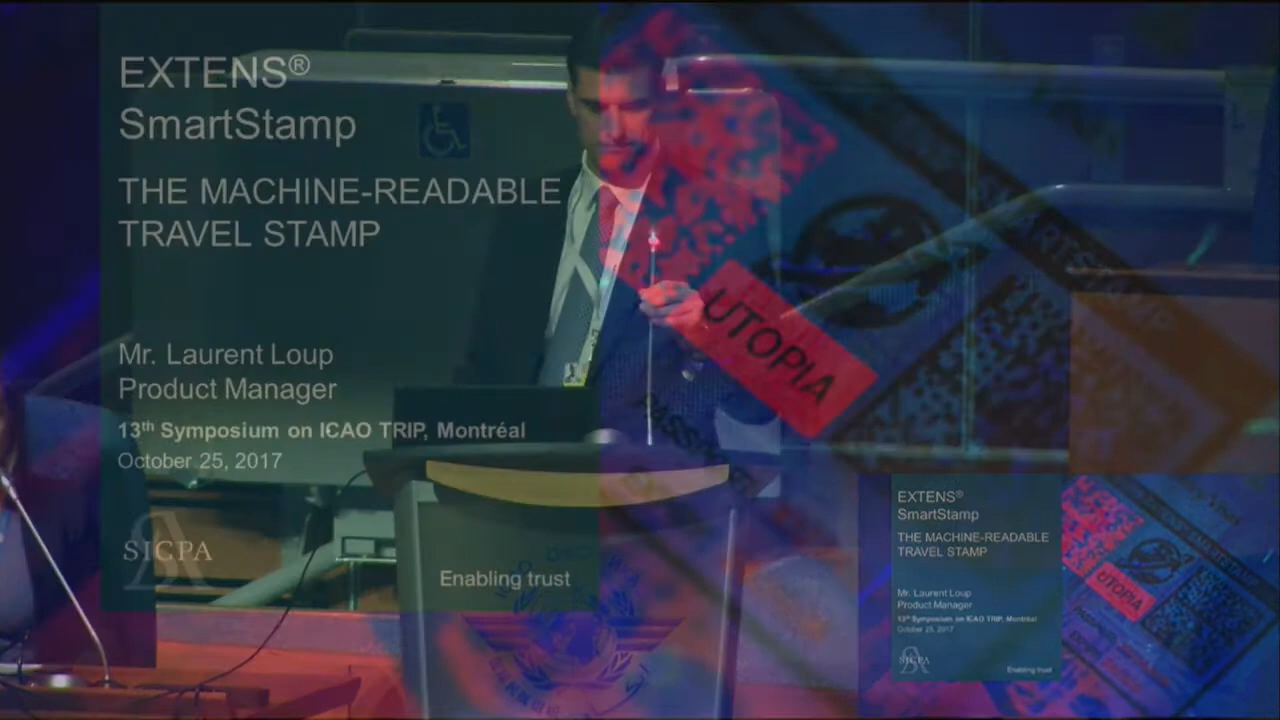 EXTENS®
SmartStamp
THE MACHINE-READABLE
TRAVEL STAMP
Mr. Laurent Loup
Product Manager
13th Symposium on ICAO TRIP, Montréal
October 25, 2017
SICPA
Enabling trust
UTOPIA
SMARTSTAMP
EXTENS®
SmartStamp
THE MACHINE-READABLE
TRAVEL STAMP
Mr. Laurent Loup
Product Manager
13th Symposium on ICAO TRIP, Montréal
October 25, 2017
SICPA
Enabling trust
UTOPIA